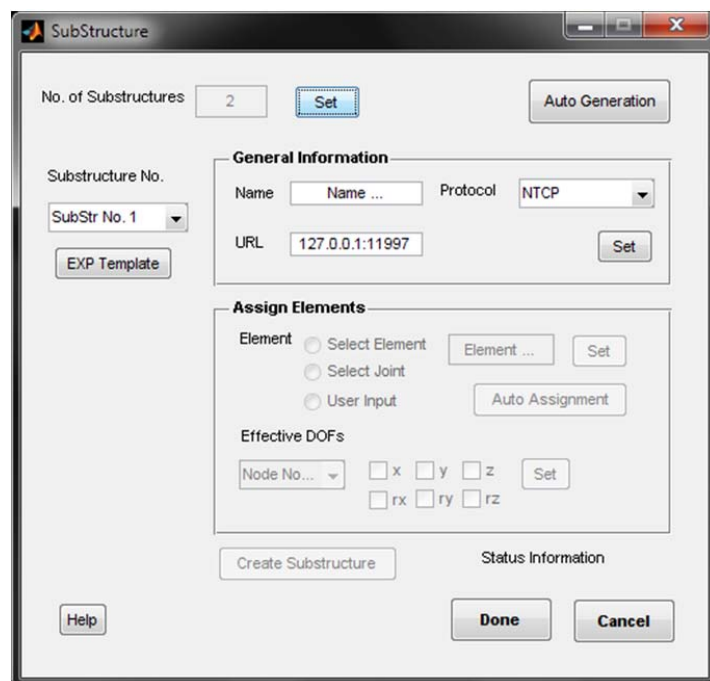 SubStructure
No. of Substructures 2 Set Auto Generation
General Information
Substructure No.
Name Name ... Protocol NTCP
SubStr No. 1
URL 127.0.0.1:11997 Set
EXP Template
Assign Elements
Element Select Element Element ... Set
Select Joint
User Input Auto Assignment
Effective DOFs
Node No... x y z Set
rx ry rz
Create Substructure Status Information
Help Done Cancel